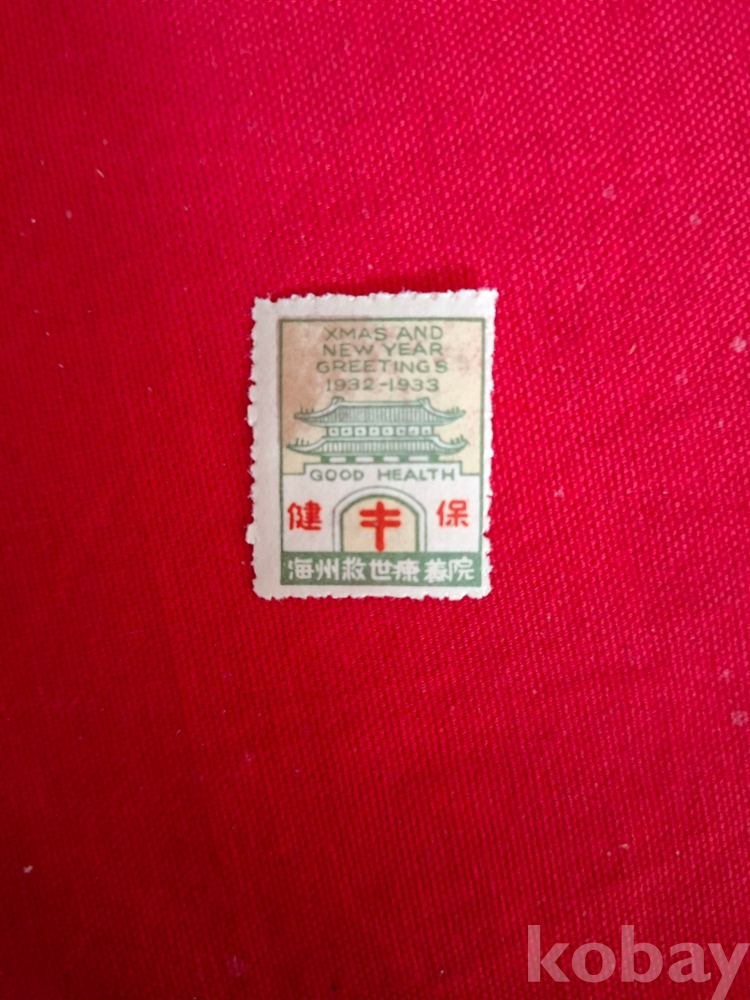 XMAS AND
NEW YEAR
GREETINGS
1932-1933
GOOD HEALTH
健 保
海州救世療養院
kobay